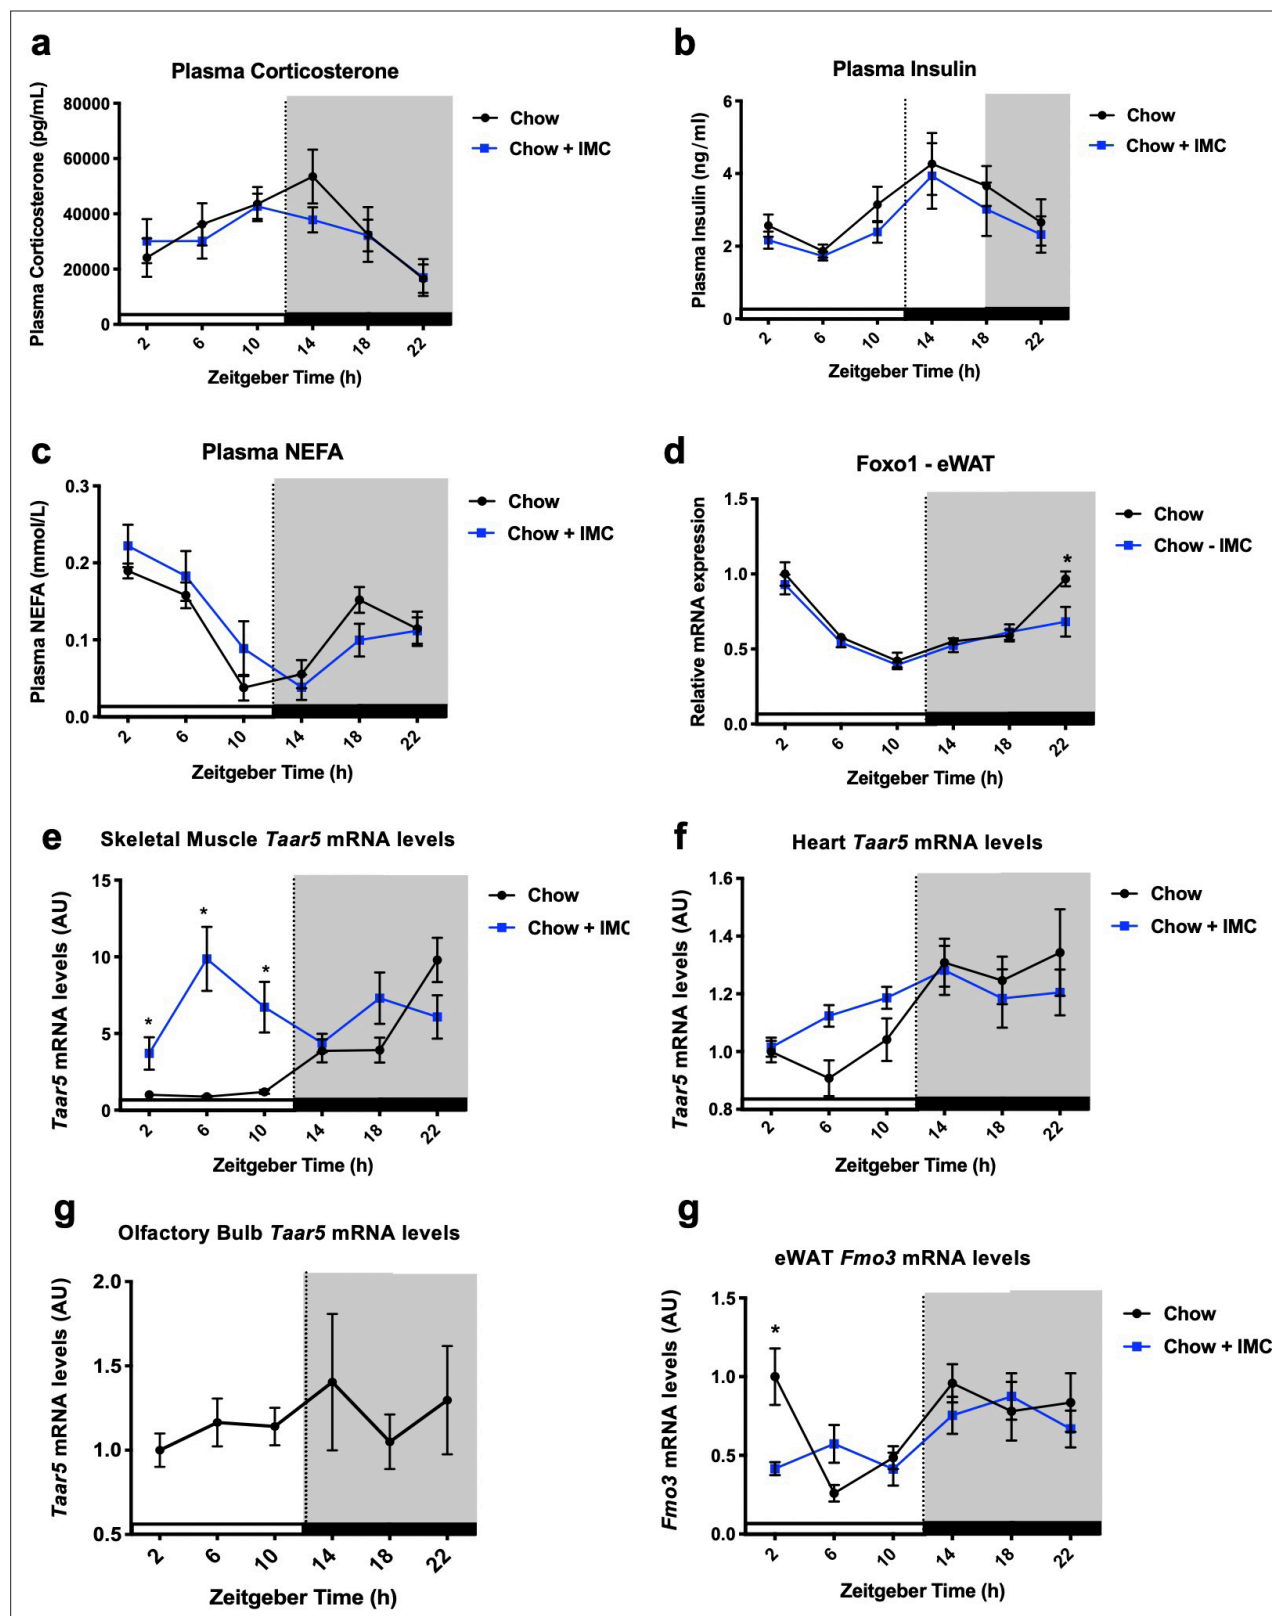 a
Plasma Corticosterone
Plasma Corticosterone (pg/mL)
80000
60000
40000
20000
0
2 6 10 14 18 22
Zeitgeber Time (h)
Chow
Chow + IMC
b
Plasma Insulin
Plasma Insulin (ng/ml)
6
4
2
0
2 6 10 14 18 22
Zeitgeber Time (h)
Chow
Chow + IMC
c
Plasma NEFA
Plasma NEFA (mmol/L)
0.3
0.2
0.1
0.0
2 6 10 14 18 22
Zeitgeber Time (h)
Chow
Chow + IMC
d
Foxo1 - eWAT
Relative mRNA expression
1.5
1.0
0.5
0.0
*
2 6 10 14 18 22
Zeitgeber Time (h)
Chow
Chow - IMC
e
Skeletal Muscle Taar5 mRNA levels
Taar5 mRNA levels (AU)
15
10
5
0
* * *
2 6 10 14 18 22
Zeitgeber Time (h)
Chow
Chow + IMC
f
Heart Taar5 mRNA levels
Taar5 mRNA levels (AU)
1.6
1.4
1.2
1.0
0.8
2 6 10 14 18 22
Zeitgeber Time (h)
Chow
Chow + IMC
g
Olfactory Bulb Taar5 mRNA levels
Taar5 mRNA levels (AU)
2.0
1.5
1.0
0.5
2 6 10 14 18 22
Zeitgeber Time (h)
g
eWAT Fmo3 mRNA levels
Fmo3 mRNA levels (AU)
1.5
1.0
0.5
0.0
*
2 6 10 14 18 22
Zeitgeber Time (h)
Chow
Chow + IMC